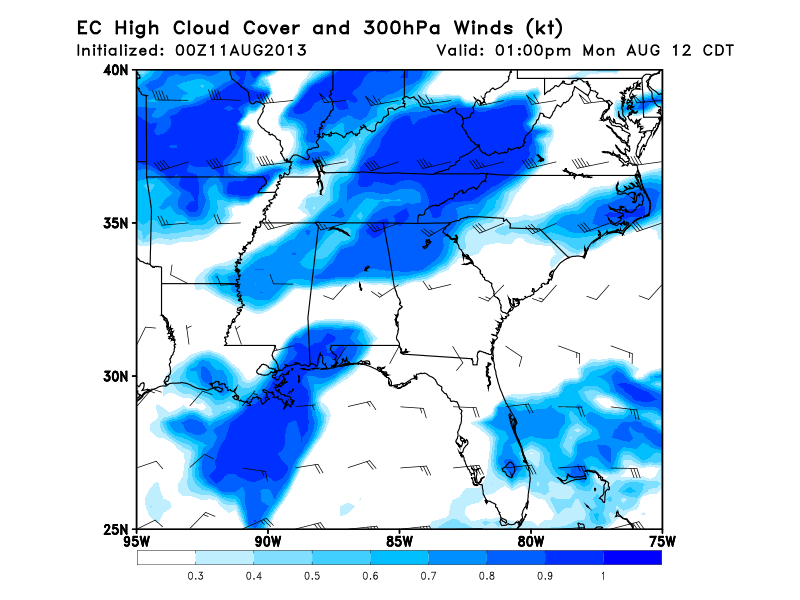 EC High Cloud Cover and 300hPa Winds (kt)
Initialized: 00Z11AUG2013 Valid: 01:00pm Mon AUG 12 CDT
40N
35N
30N
25N
95W 90W 85W 80W 75W
0.3 0.4 0.5 0.6 0.7 0.8 0.9 1